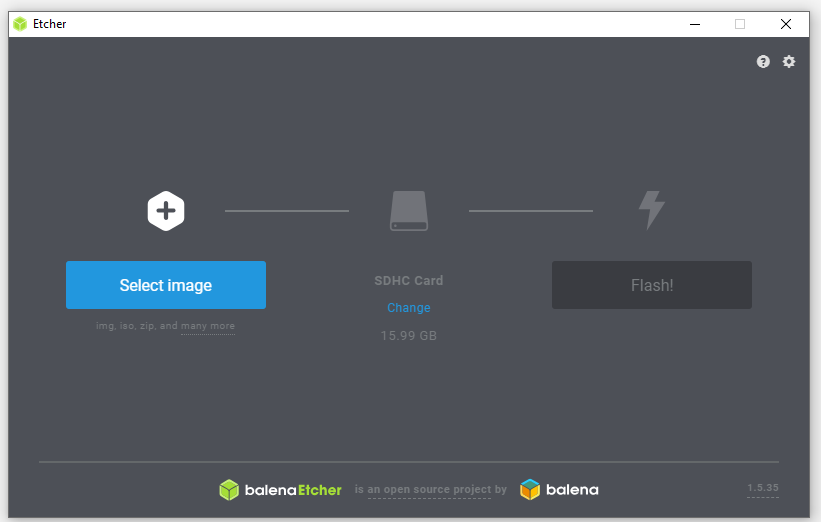 Etcher
Select image
img, iso, zip, and many more
SDHC Card
Change
15.99 GB
Flash!
balenaEtcher is an open source project by balena
1.5.35